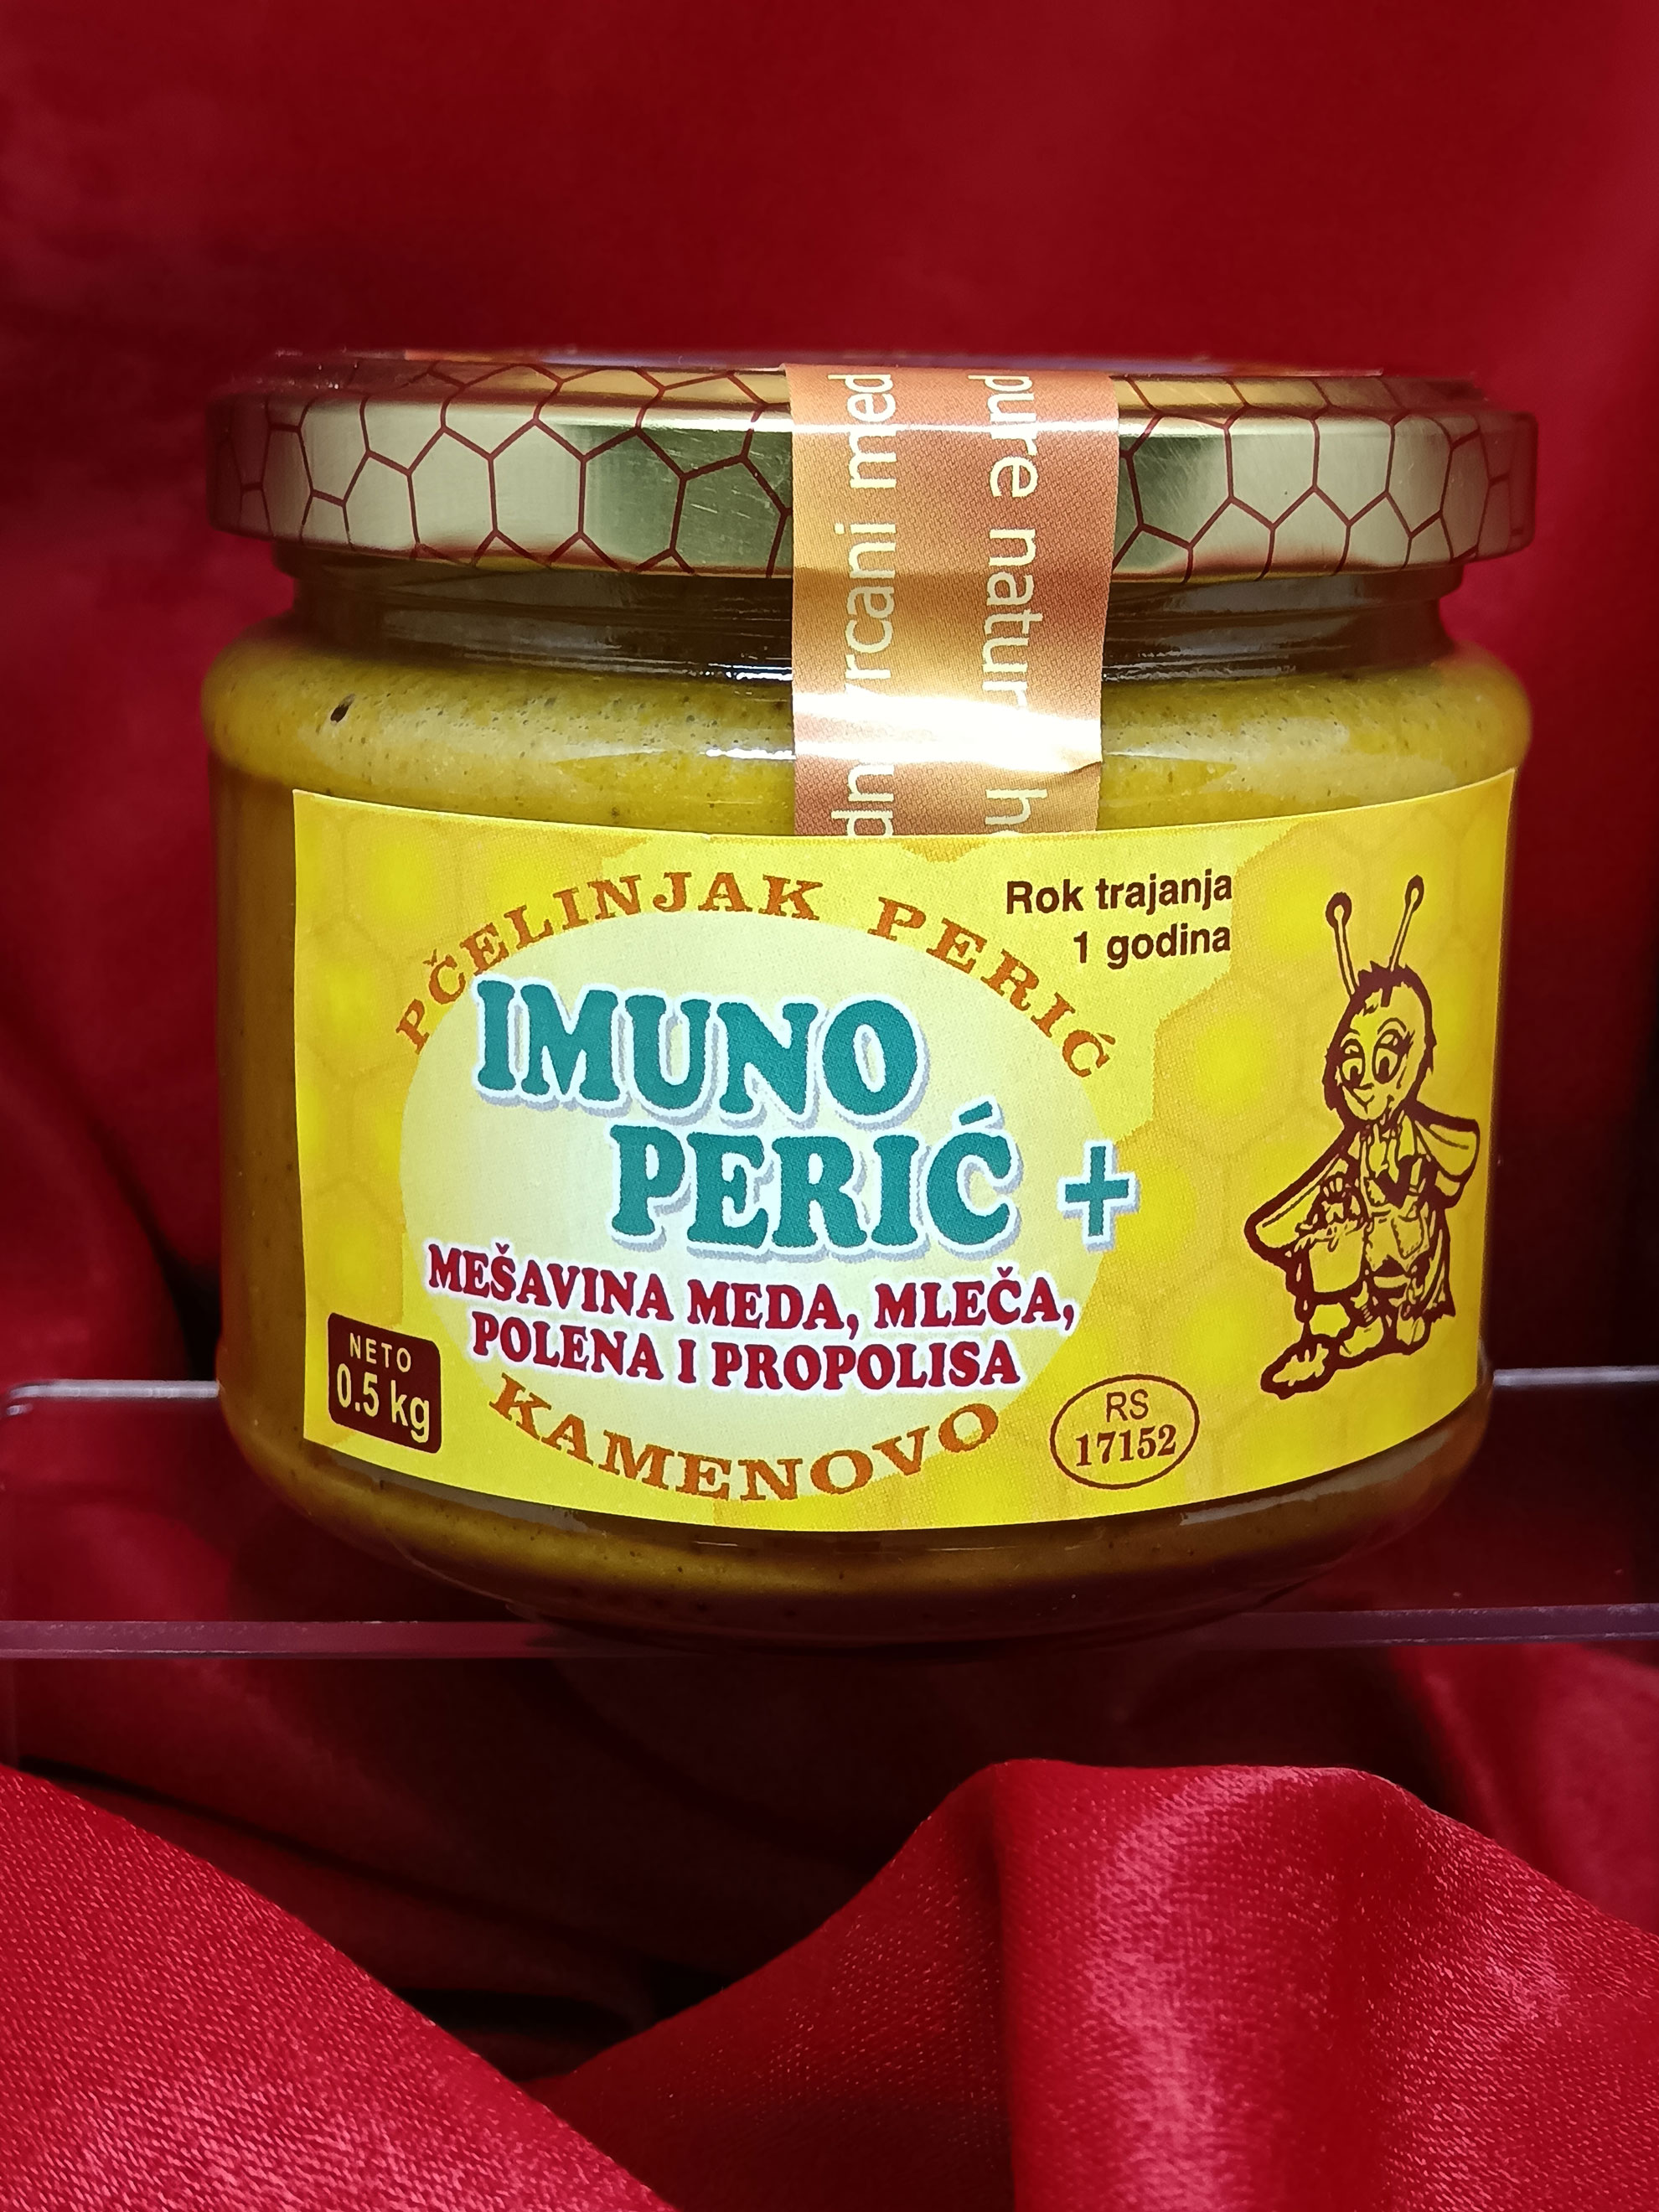 vrcani med
pure natur
PČELINJAK PERIĆ
Rok trajanja
1 godina
IMUNO
PERIĆ +
MEŠAVINA MEDA, MLEČA,
POLENA I PROPOLISA
NETO
0.5 kg
KAMENOVO
RS
17152